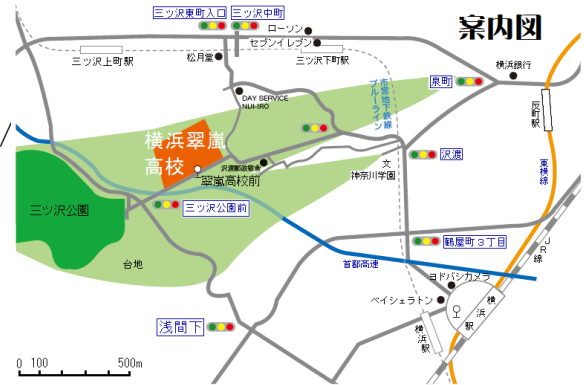 案内図
三ツ沢東町入口
三ツ沢中町
ローソン
セブンイレブン
三ツ沢上町駅
松月堂
三ツ沢下町駅
横浜銀行
泉町
DAY SERVICE
NIJI-IRO
市営地下鉄線
ブルーライン
反町駅
横浜翠嵐
高校
沢渡
東横線
翠嵐高校前
文
神奈川学園
三ツ沢公園
三ツ沢公園前
鶴屋町3丁目
JR線
台地
首都高速
ヨドバシカメラ
ベイシェラトン
横浜駅
横浜駅
浅間下
0 100 500m